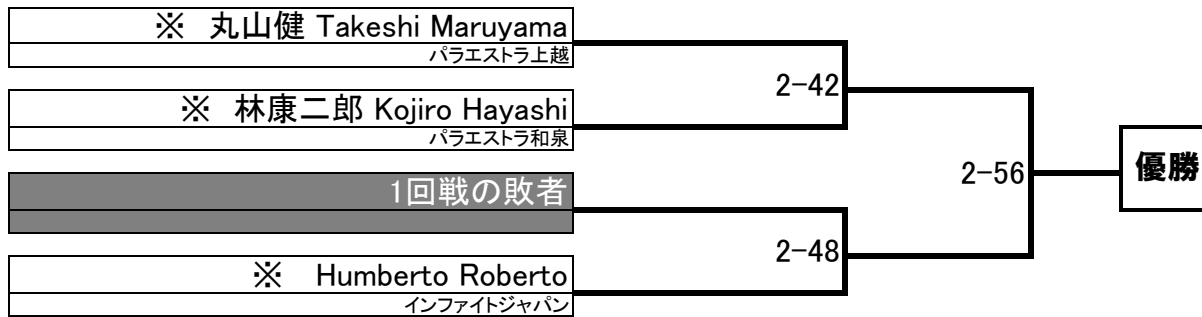 ※ 丸山健 Takeshi Maruyama
パラエストラ上越
2-42
※ 林康二郎 Kojiro Hayashi
パラエストラ和泉
2-56
優勝
1回戦の敗者
2-48
※ Humberto Roberto
インファイトジャパン